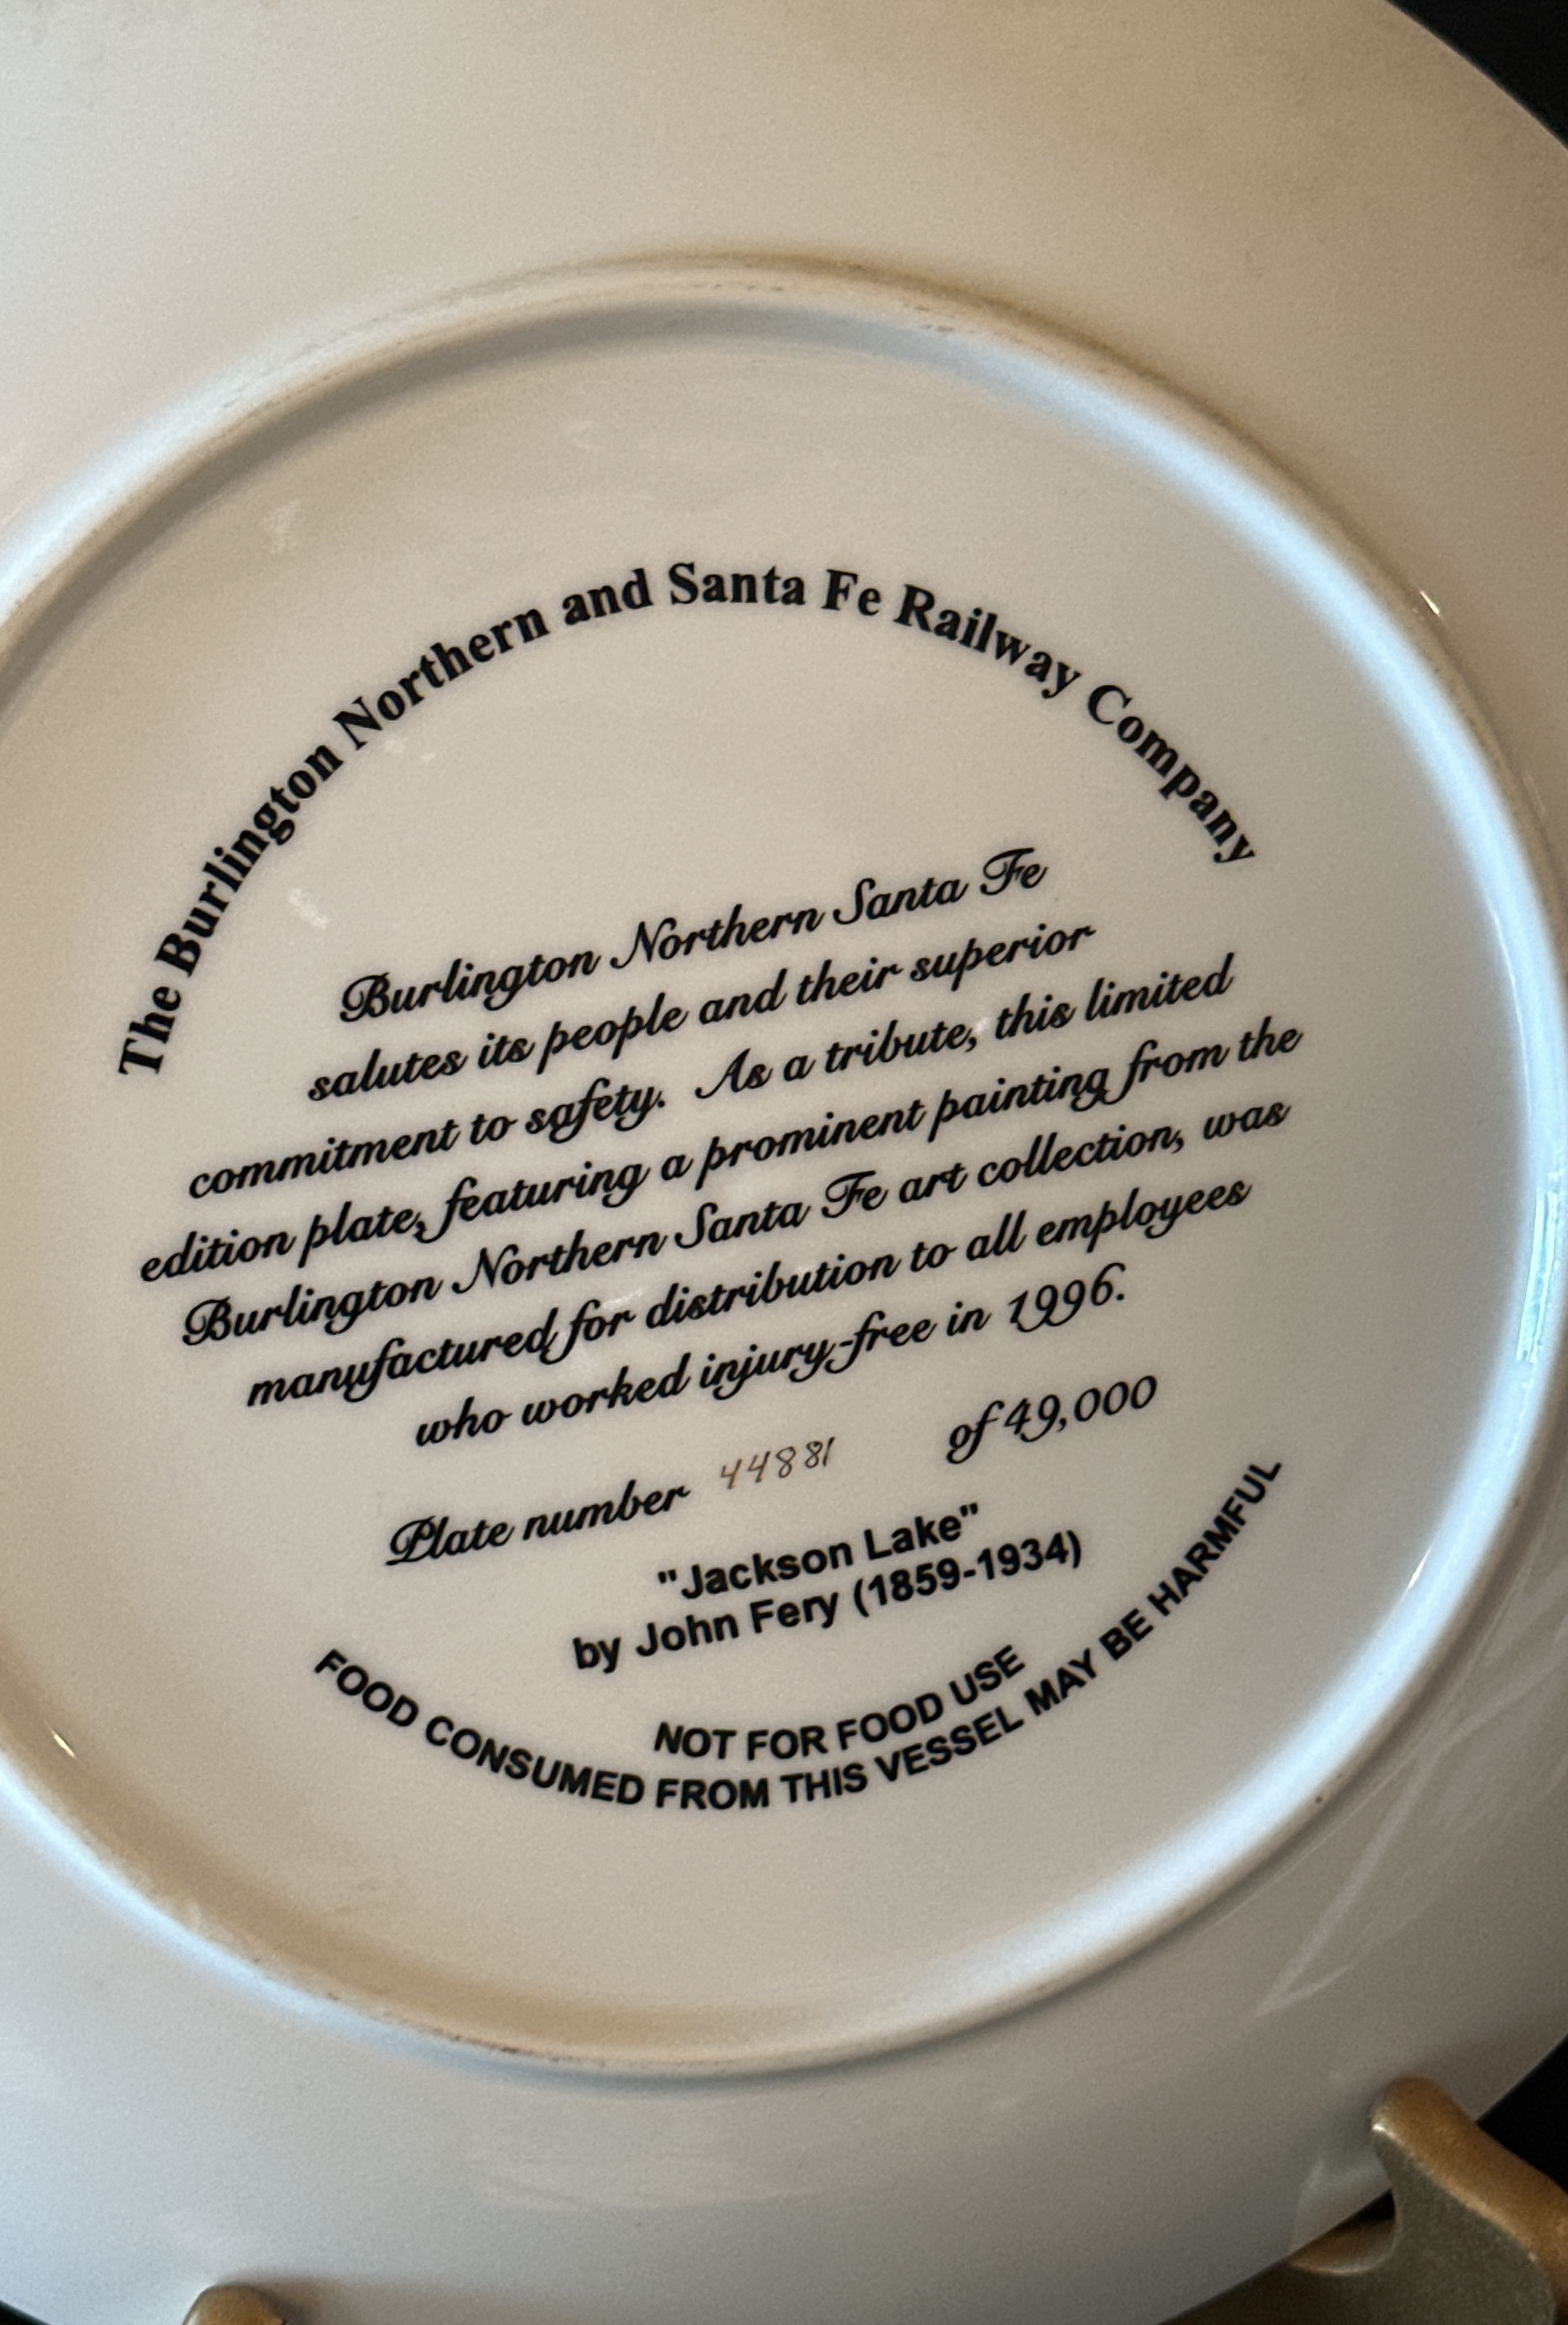 The Burlington Northern and Santa Fe Railway Company
Burlington Northern Santa Fe
salutes its people and their superior
commitment to safety. As a tribute, this limited
edition plate, featuring a prominent painting from the
Burlington Northern Santa Fe art collection, was
manufactured for distribution to all employees
who worked injury-free in 1996.
Plate number 44881 of 49,000
"Jackson Lake"
by John Fery (1859-1934)
NOT FOR FOOD USE
FOOD CONSUMED FROM THIS VESSEL MAY BE HARMFUL